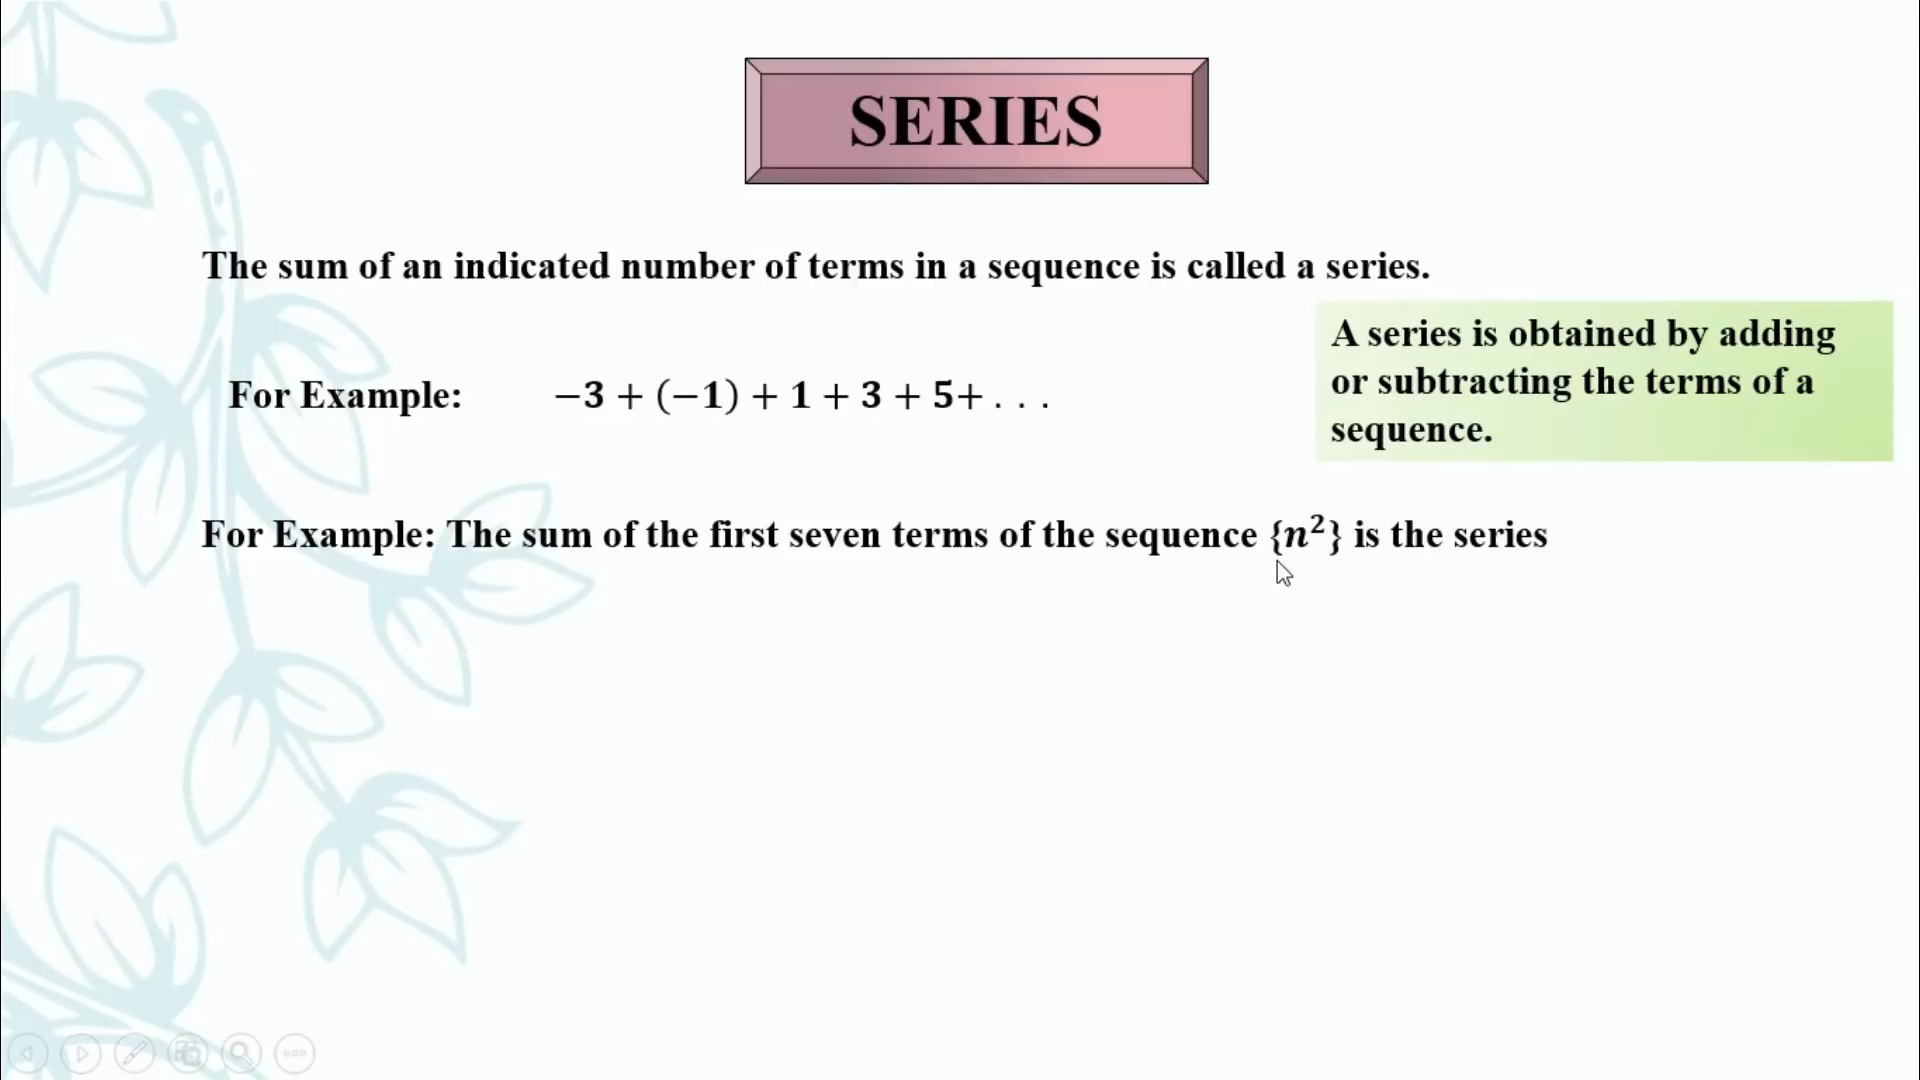 SERIES
The sum of an indicated number of terms in a sequence is called a series.
A series is obtained by adding
or subtracting the terms of a
sequence.
For Example: −3 + (−1) + 1 + 3 + 5+ . . .
For Example: The sum of the first seven terms of the sequence {n²} is the series